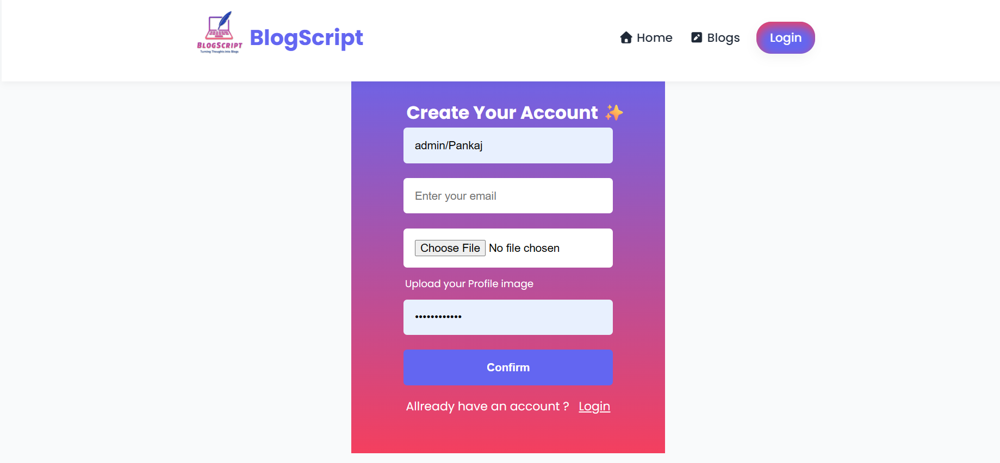 BLOGSCRIPT
Turning Thoughts into Blogs
BlogScript
Home
Blogs
Login
Create Your Account ✨
admin/Pankaj
Enter your email
Choose File No file chosen
Upload your Profile image
••••••••••••
Confirm
Allready have an account ? Login